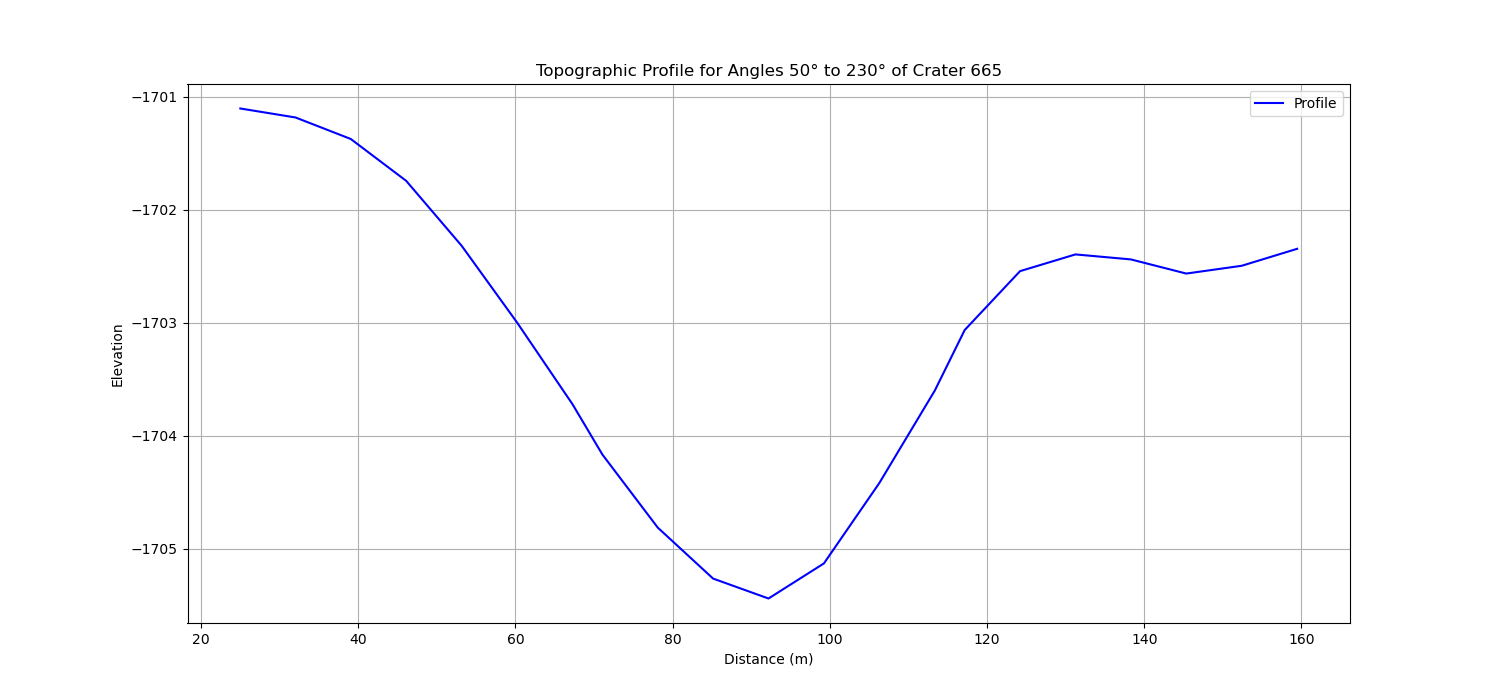 Topographic Profile for Angles 50° to 230° of Crater 665
Profile
−1701
−1702
−1703
−1704
−1705
Elevation
20 40 60 80 100 120 140 160
Distance (m)